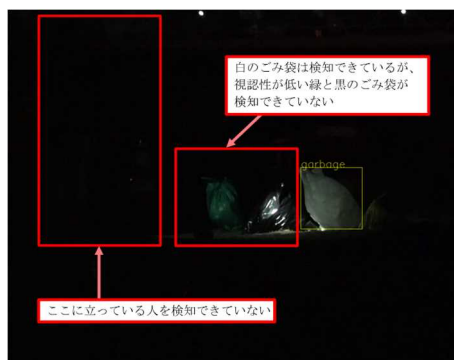 白のごみ袋は検知できているが、
視認性が低い緑と黒のごみ袋が
検知できていない
garbage
ここに立っている人を検知できていない